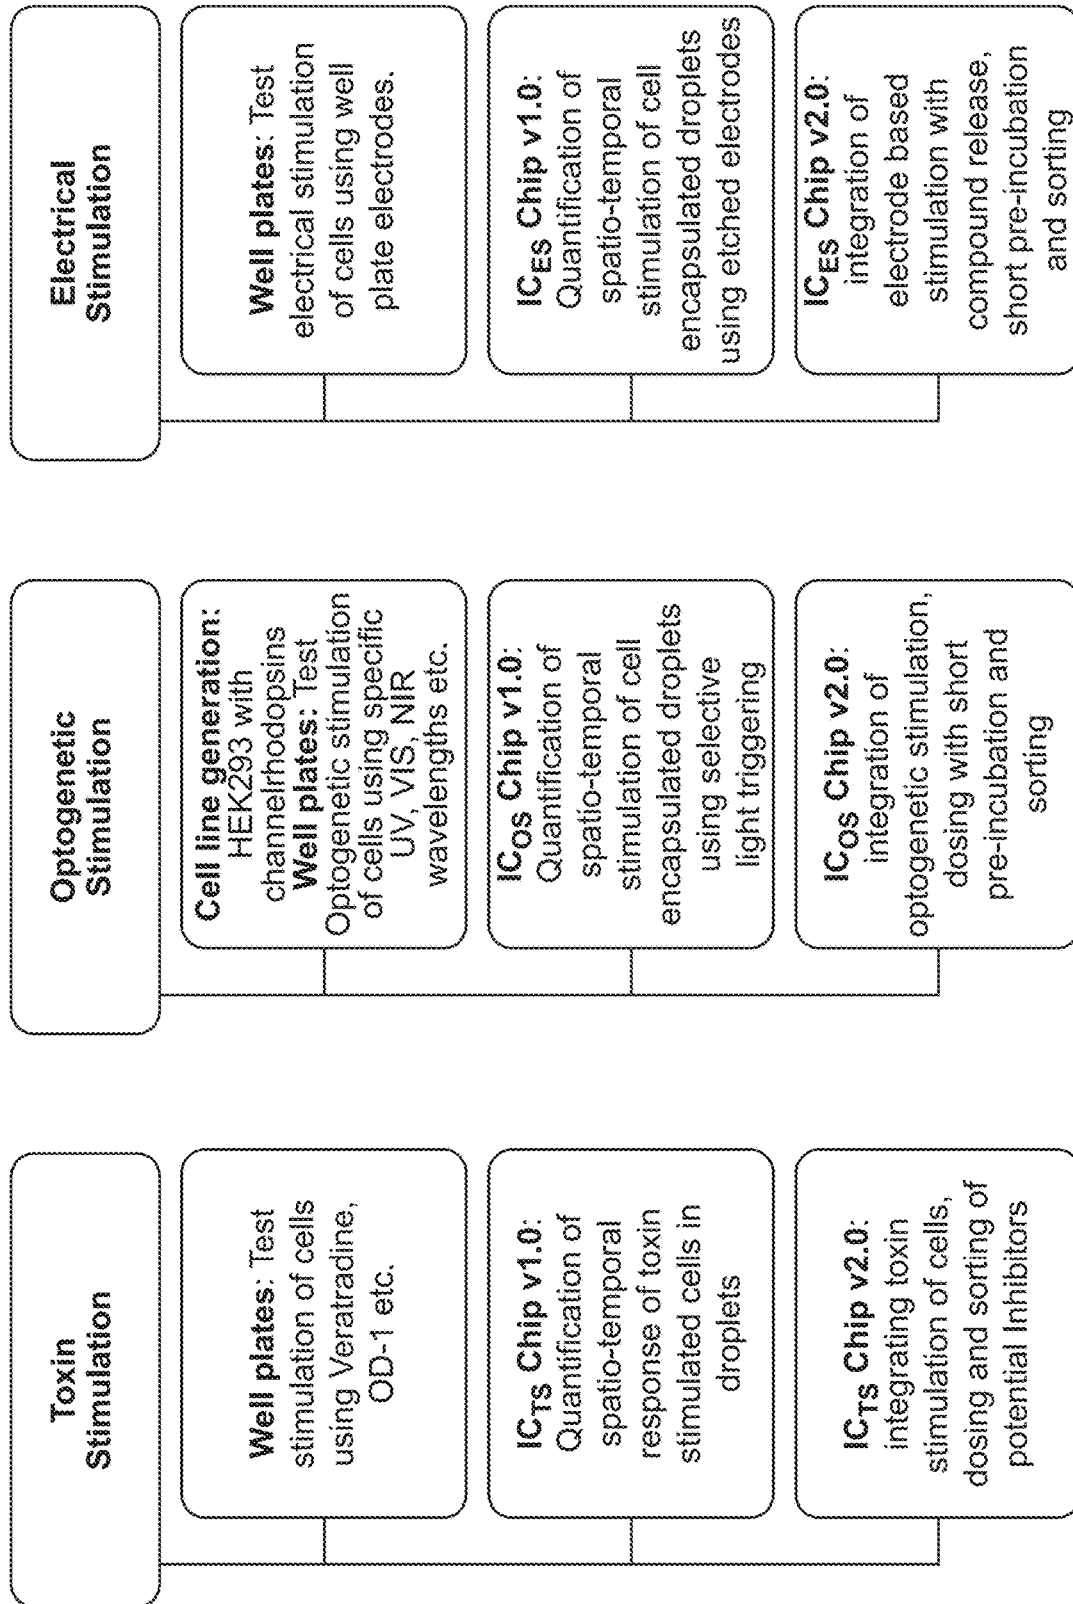 Toxin
Stimulation
Well plates: Test
stimulation of cells
using Veratradine,
OD-1 etc.
ICTS Chip v1.0:
Quantification of
spatio-temporal
response of toxin
stimulated cells in
droplets
ICTS Chip v2.0:
integrating toxin
stimulation of cells,
dosing and sorting of
potential Inhibitors
Optogenetic
Stimulation
Cell line generation:
HEK293 with
channelrhodopsins
Well plates: Test
Optogenetic stimulation
of cells using specific
UV, VIS, NIR
wavelengths etc.
ICOS Chip v1.0:
Quantification of
spatio-temporal
stimulation of cell
encapsulated droplets
using selective
light triggering
ICOS Chip v2.0:
integration of
optogenetic stimulation,
dosing with short
pre-incubation and
sorting
Electrical
Stimulation
Well plates: Test
electrical stimulation
of cells using well
plate electrodes.
ICES Chip v1.0:
Quantification of
spatio-temporal
stimulation of cell
encapsulated droplets
using etched electrodes
ICES Chip v2.0:
integration of
electrode based
stimulation with
compound release,
short pre-incubation
and sorting